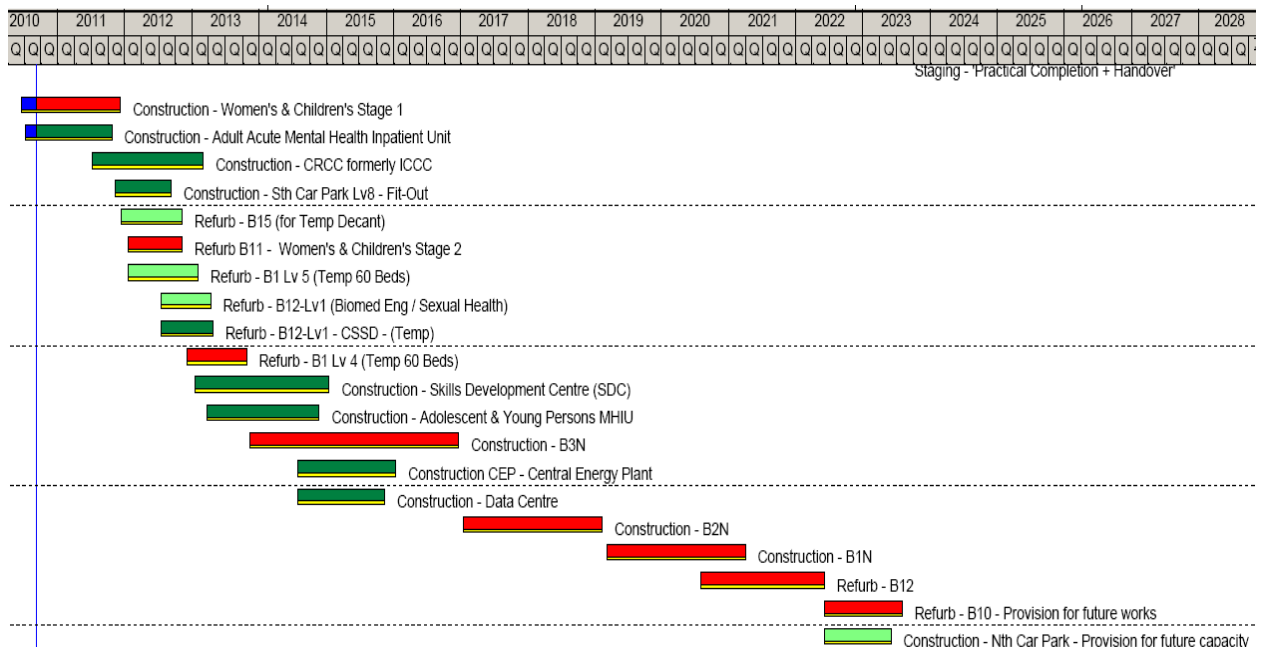 2010 2011 2012 2013 2014 2015 2016 2017 2018 2019 2020 2021 2022 2023 2024 2025 2026 2027 2028
Q Q Q Q Q Q Q Q Q Q Q Q Q Q Q Q Q Q Q Q Q Q Q Q Q Q Q Q Q Q Q Q Q Q Q Q Q Q Q Q Q Q Q Q Q Q Q Q Q Q Q Q Q Q Q Q Q Q Q Q Q Q Q Q Q Q Q Q Q Q Q Q Q Q
Staging - 'Practical Completion + Handover'
Construction - Women's & Children's Stage 1
Construction - Adult Acute Mental Health Inpatient Unit
Construction - CRCC formerly ICCC
Construction - Sth Car Park Lv8 - Fit-Out
Refurb - B15 (for Temp Decant)
Refurb B11 - Women's & Children's Stage 2
Refurb - B1 Lv 5 (Temp 60 Beds)
Refurb - B12-Lv1 (Biomed Eng / Sexual Health)
Refurb - B12-Lv1 - CSSD - (Temp)
Refurb - B1 Lv 4 (Temp 60 Beds)
Construction - Skills Development Centre (SDC)
Construction - Adolescent & Young Persons MHIU
Construction - B3N
Construction CEP - Central Energy Plant
Construction - Data Centre
Construction - B2N
Construction - B1N
Refurb - B12
Refurb - B10 - Provision for future works
Construction - Nth Car Park - Provision for future capacity